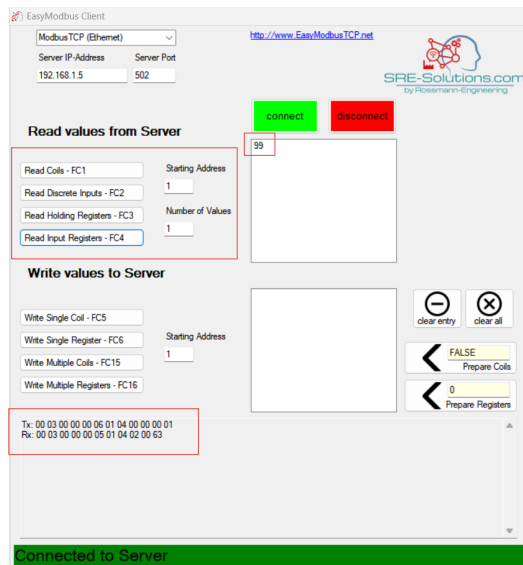 EasyModbus Client
ModbusTCP (Ethernet)
http://www.EasyModbusTCP.net
Server IP-Address
Server Port
192.168.1.5
502
SRE-Solutions.com
by Rosemann-Engineering
connect
disconnect
Read values from Server
99
Read Coils - FC1
Starting Address
1
Read Discrete Inputs - FC2
Read Holding Registers - FC3
Number of Values
1
Read Input Registers - FC4
Write values to Server
Write Single Coil - FC5
Write Single Register - FC6
Starting Address
1
Write Multiple Coils - FC15
Write Multiple Registers - FC16
clear entry
clear all
FALSE
Prepare Coils
0
Prepare Registers
Tx: 00 03 00 00 00 06 01 04 00 00 00 01
Rx: 00 03 00 00 00 05 01 04 02 00 63
Connected to Server